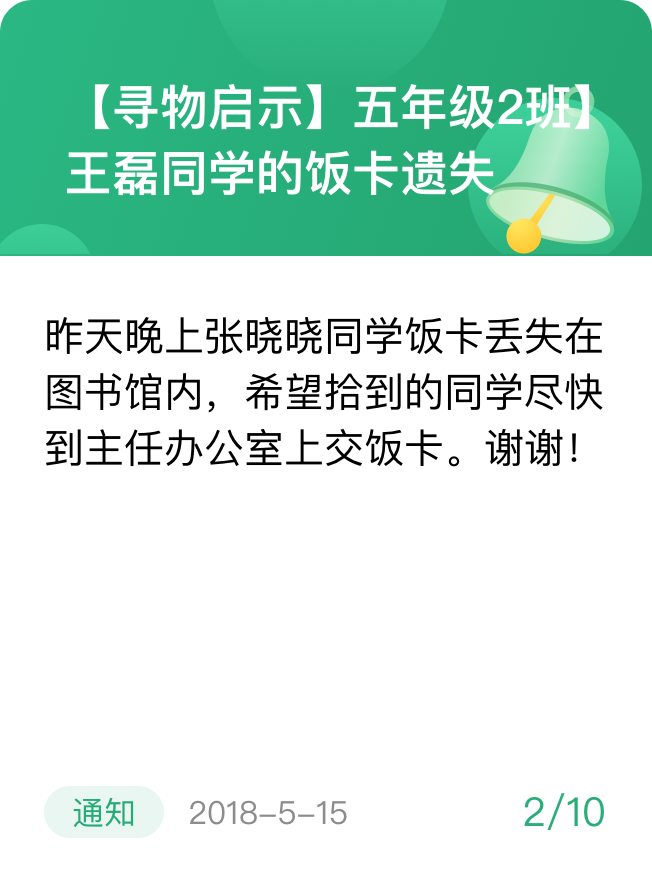 【寻物启示】五年级2班】
王磊同学的饭卡遗失
昨天晚上张晓晓同学饭卡丢失在
图书馆内，希望拾到的同学尽快
到主任办公室上交饭卡。谢谢！
通知 2018-5-15 2/10